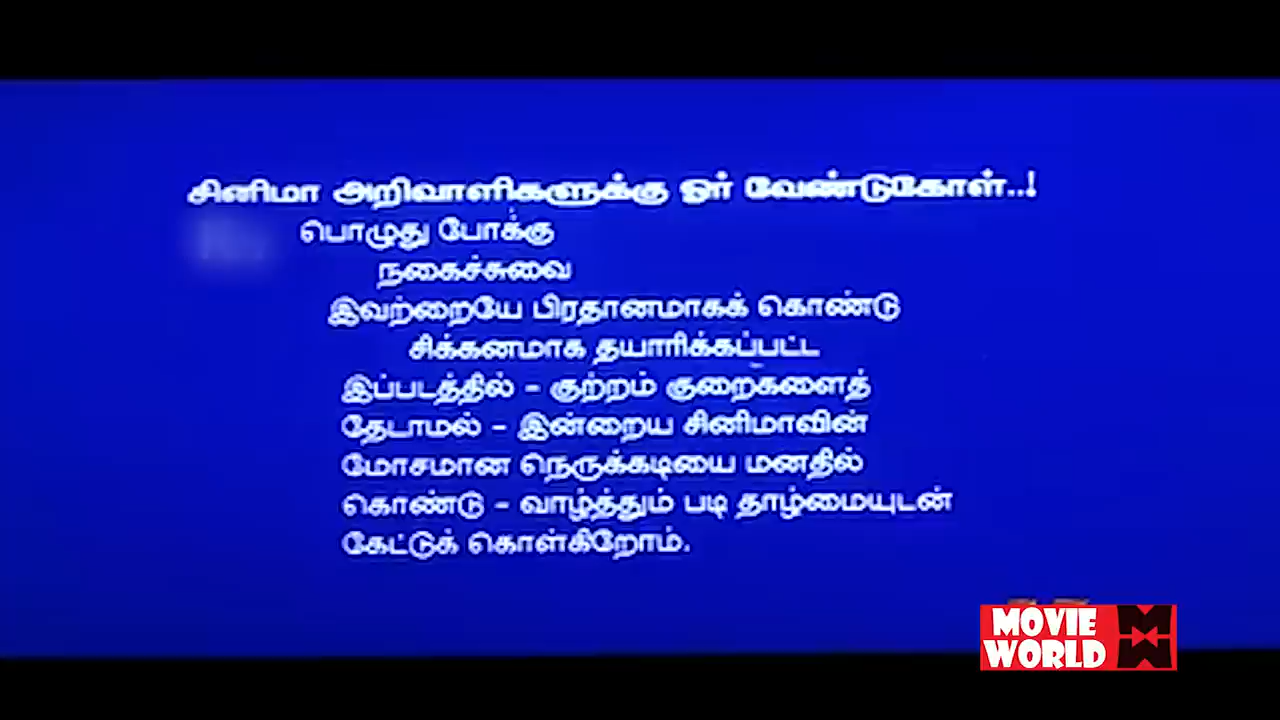 சினிமா அறிவாளிகளுக்கு ஓர் வேண்டுகோள்..!
பொழுது போக்கு
நகைச்சுவை
இவற்றையே பிரதானமாகக் கொண்டு
சிக்கனமாக தயாரிக்கப்பட்ட
இப்படத்தில் - குற்றம் குறைகளைத்
தேடாமல் - இன்றைய சினிமாவின்
மோசமான நெருக்கடியை மனதில்
கொண்டு - வாழ்த்தும் படி தாழ்மையுடன்
கேட்டுக் கொள்கிறோம்.
MOVIE
WORLD